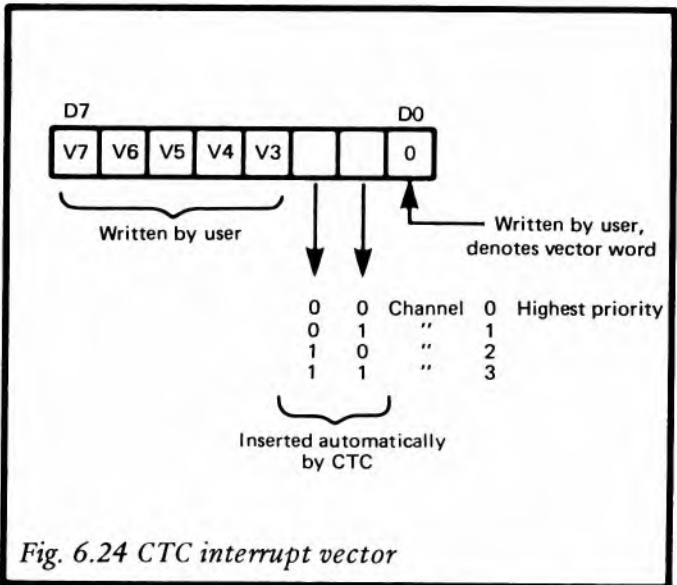 D7 D0
V7 V6 V5 V4 V3 0
Written by user
Written by user,
denotes vector word
0 0 Channel 0 Highest priority
0 1 " 1
1 0 " 2
1 1 " 3
Inserted automatically
by CTC
Fig. 6.24 CTC interrupt vector